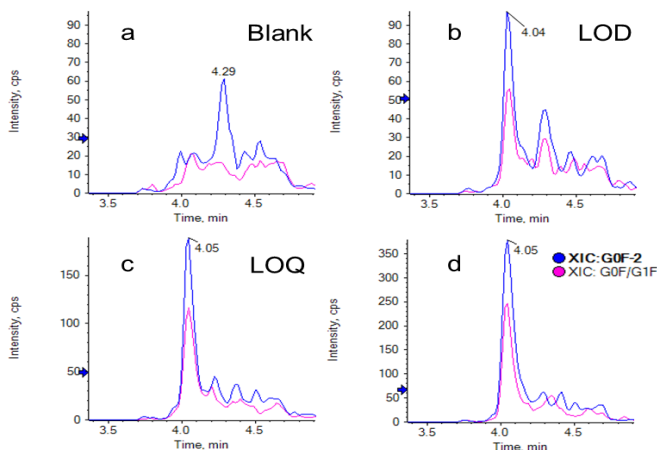 a
Blank
4.29
Intensity, cps
90
80
70
60
50
40
30
20
10
0
3.5
4.0
4.5
Time, min
b
LOD
4.04
Intensity, cps
90
80
70
60
50
40
30
20
10
0
3.5
4.0
4.5
Time, min
c
LOQ
4.05
Intensity, cps
150
100
50
0
3.5
4.0
4.5
Time, min
d
4.05
XIC: G0F-2
XIC: G0F/G1F
Intensity, cps
350
300
250
200
150
100
50
0
3.5
4.0
4.5
Time, min